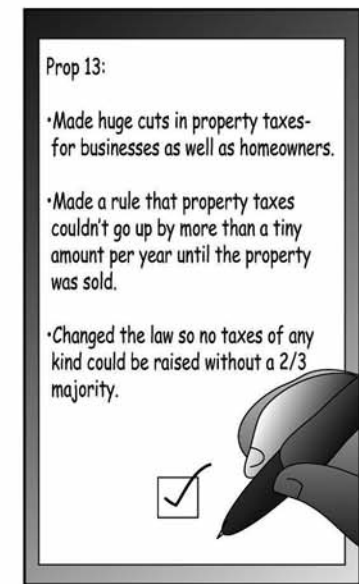 Prop 13:
·Made huge cuts in property taxes-
for businesses as well as homeowners.
·Made a rule that property taxes
couldn't go up by more than a tiny
amount per year until the property
was sold.
·Changed the law so no taxes of any
kind could be raised without a 2/3
majority.